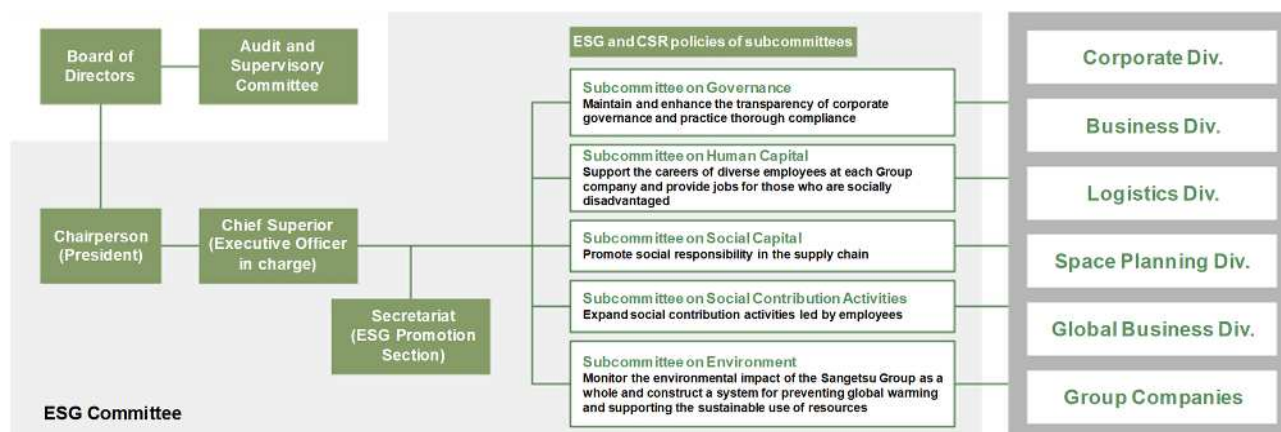 Board of
Directors
Audit and
Supervisory
Committee
Chairperson
(President)
Chief Superior
(Executive Officer
in charge)
Secretariat
(ESG Promotion
Section)
ESG Committee
ESG and CSR policies of subcommittees
Subcommittee on Governance
Maintain and enhance the transparency of corporate
governance and practice thorough compliance
Subcommittee on Human Capital
Support the careers of diverse employees at each Group
company and provide jobs for those who are socially
disadvantaged
Subcommittee on Social Capital
Promote social responsibility in the supply chain
Subcommittee on Social Contribution Activities
Expand social contribution activities led by employees
Subcommittee on Environment
Monitor the environmental impact of the Sangetsu Group as a
whole and construct a system for preventing global warming
and supporting the sustainable use of resources
Corporate Div.
Business Div.
Logistics Div.
Space Planning Div.
Global Business Div.
Group Companies